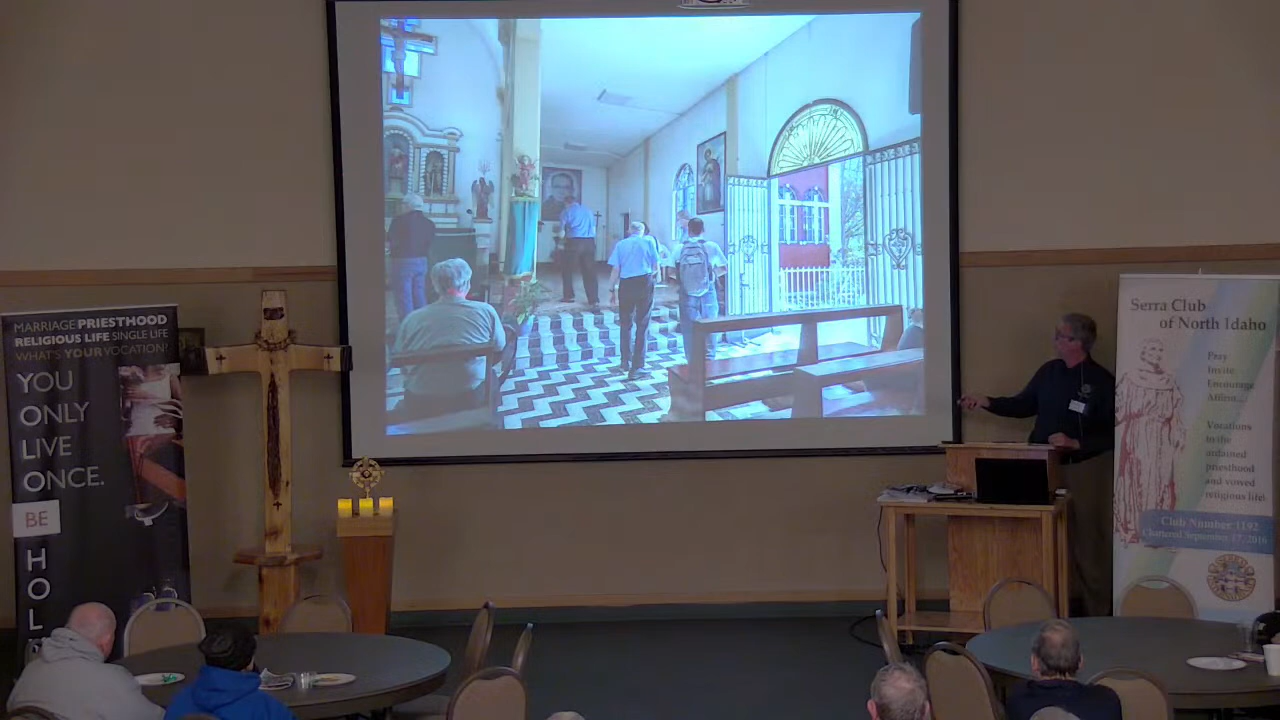 MARRIAGE PRIESTHOOD
RELIGIOUS LIFE SINGLE LIFE
WHAT'S YOUR VOCATION?
YOU
ONLY
LIVE
ONCE.
BE
HOL
Serra Club
of North Idaho
Pray
Invite
Encourage
Affirm...
Vocations
to the
ordained
priesthood
and vowed
religious life!
Club Number 1192
Chartered September 17, 2016